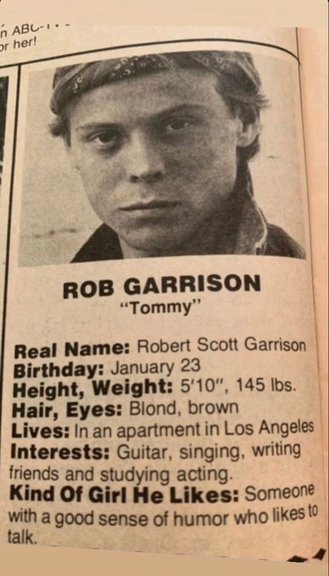 n ABC-TV
or her!
ROB GARRISON
"Tommy"
Real Name: Robert Scott Garrison
Birthday: January 23
Height, Weight: 5'10", 145 lbs.
Hair, Eyes: Blond, brown
Lives: In an apartment in Los Angeles
Interests: Guitar, singing, writing
friends and studying acting.
Kind Of Girl He Likes: Someone
with a good sense of humor who likes to
talk.